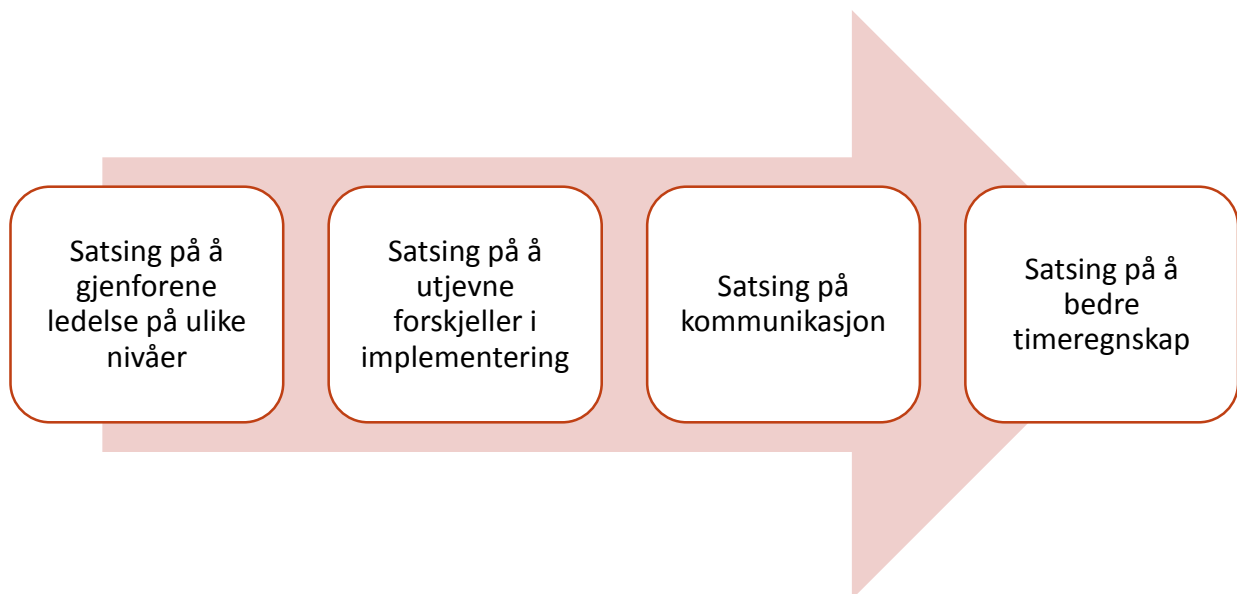 Satsing på å
gjenforene
ledelse på ulike
nivåer
Satsing på å
utjevne
forskjeller i
implementering
Satsing på
kommunikasjon
Satsing på å
bedre
timeregnskap